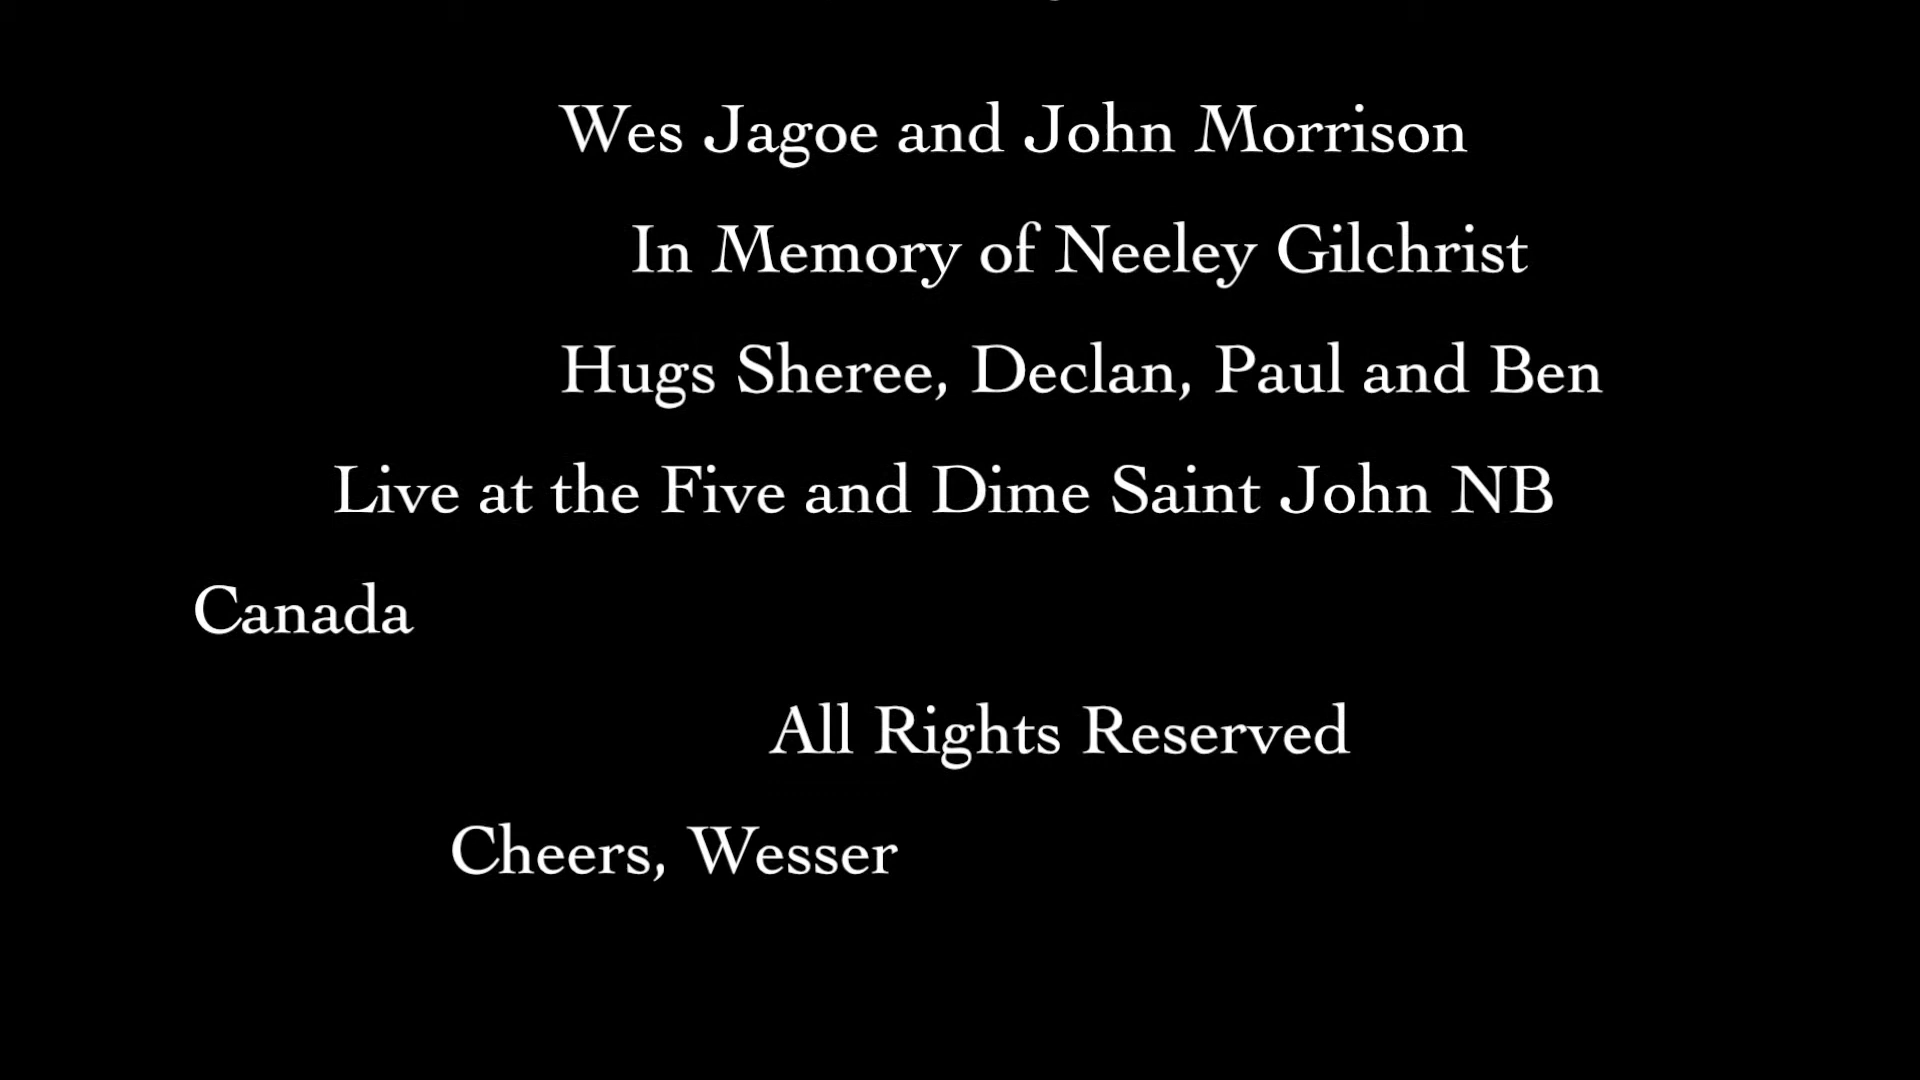 Wes Jagoe and John Morrison
In Memory of Neeley Gilchrist
Hugs Sheree, Declan, Paul and Ben
Live at the Five and Dime Saint John NB
Canada
All Rights Reserved
Cheers, Wesser